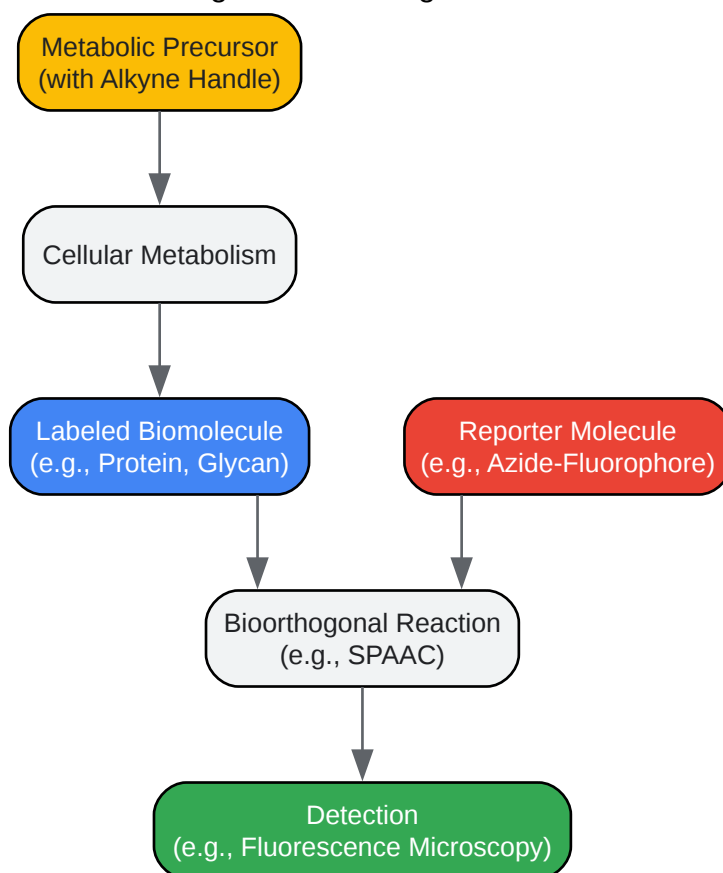 Metabolic Precursor
(with Alkyne Handle)
Cellular Metabolism
Labeled Biomolecule
(e.g., Protein, Glycan)
Reporter Molecule
(e.g., Azide-Fluorophore)
Bioorthogonal Reaction
(e.g., SPAAC)
Detection
(e.g., Fluorescence Microscopy)